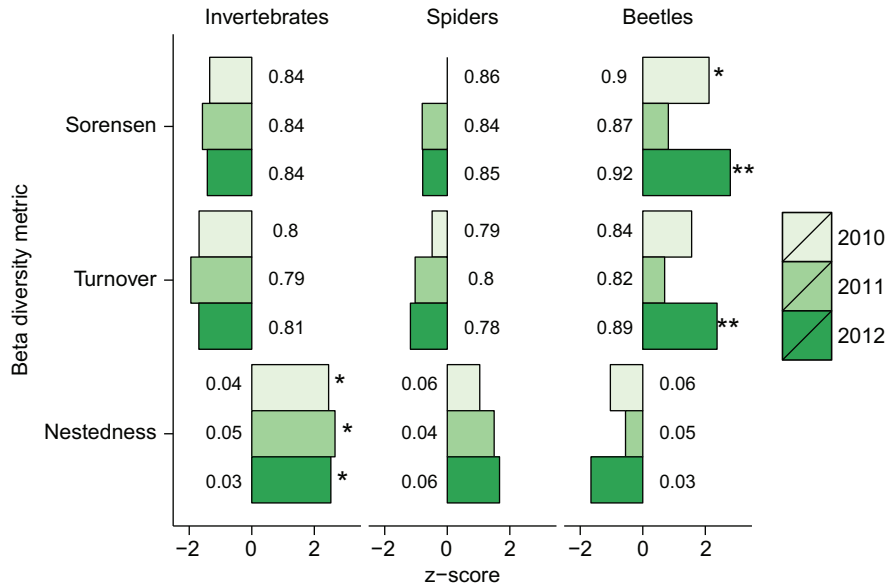 Invertebrates Spiders Beetles
0.84 0.86 0.9 *
Sorensen 0.84 0.84 0.87
0.84 0.85 0.92 **
0.8 0.79 0.84
Turnover 0.79 0.8 0.82
0.81 0.78 0.89 **
0.04 * 0.06 0.06
Nestedness 0.05 * 0.04 0.05
0.03 * 0.06 0.03
−2 0 2 −2 0 2 −2 0 2
z−score
Beta diversity metric
2010
2011
2012